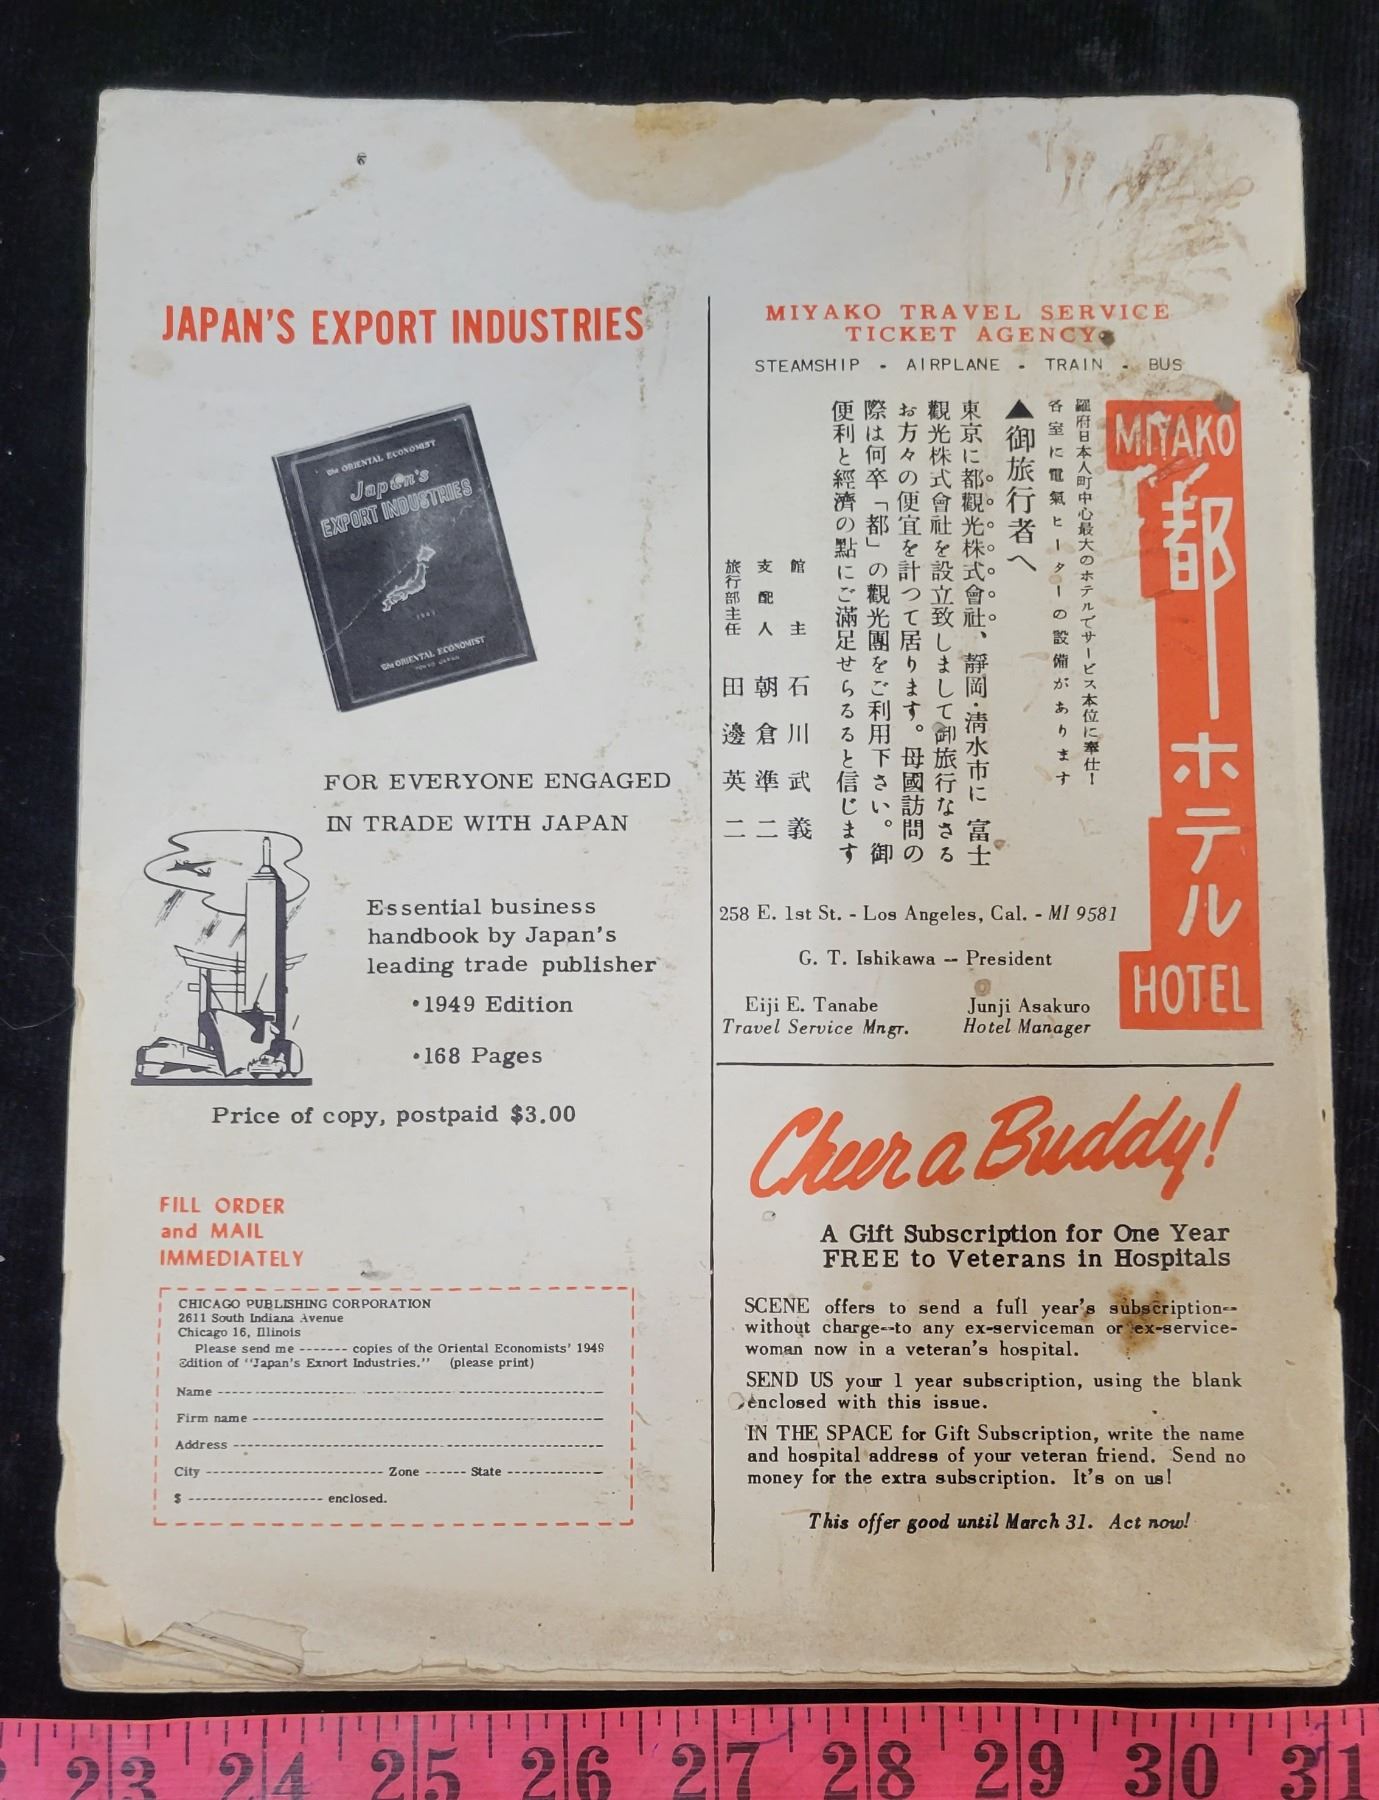 JAPAN'S EXPORT INDUSTRIES
The ORIENTAL ECONOMIST
Japan's
EXPORT INDUSTRIES
The ORIENTAL ECONOMIST
TOKYO JAPAN
FOR EVERYONE ENGAGED
IN TRADE WITH JAPAN
Essential business
handbook by Japan's
leading trade publisher
•1949 Edition
•168 Pages
Price of copy, postpaid $3.00
FILL ORDER
and MAIL
IMMEDIATELY
CHICAGO PUBLISHING CORPORATION
2611 South Indiana Avenue
Chicago 16, Illinois
Please send me ------- copies of the Oriental Economists' 1949
Edition of "Japan's Export Industries." (please print)
Name
Firm name
Address
City Zone State
$ enclosed.
MIYAKO TRAVEL SERVICE
TICKET AGENCY
STEAMSHIP - AIRPLANE - TRAIN - BUS
MIYAKO
都ホテル
HOTEL
羅府日本人町中心最大のホテルでサービス本位に奉仕！
各室に電氣ヒーターの設備があります
▲御旅行者へ
東京に都觀光株式會社、靜岡・清水市に富士
觀光株式會社を設立致しまして御旅行なさる
お方々の便宜を計つて居ります。母國訪問の
際は何卒「都」の觀光團をご利用下さい。御
便利と經濟の點にご滿足せらるると信じます
館主 石川武義
支配人 朝倉準二
旅行部主任 田邊英二
258 E. 1st St. - Los Angeles, Cal. - MI 9581
G. T. Ishikawa -- President
Eiji E. Tanabe Junji Asakuro
Travel Service Mngr. Hotel Manager
Cheer a Buddy!
A Gift Subscription for One Year
FREE to Veterans in Hospitals
SCENE offers to send a full year's subscription--
without charge--to any ex-serviceman or ex-service-
woman now in a veteran's hospital.
SEND US your 1 year subscription, using the blank
enclosed with this issue.
IN THE SPACE for Gift Subscription, write the name
and hospital address of your veteran friend. Send no
money for the extra subscription. It's on us!
This offer good until March 31. Act now!
23 24 25 26 27 28 29 30 31